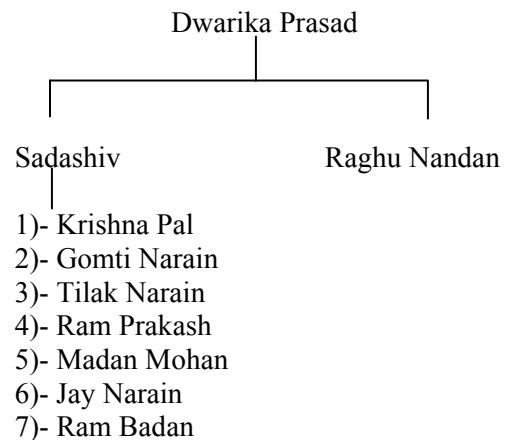 Dwarika Prasad
Sadashiv Raghu Nandan
1)- Krishna Pal
2)- Gomti Narain
3)- Tilak Narain
4)- Ram Prakash
5)- Madan Mohan
6)- Jay Narain
7)- Ram Badan